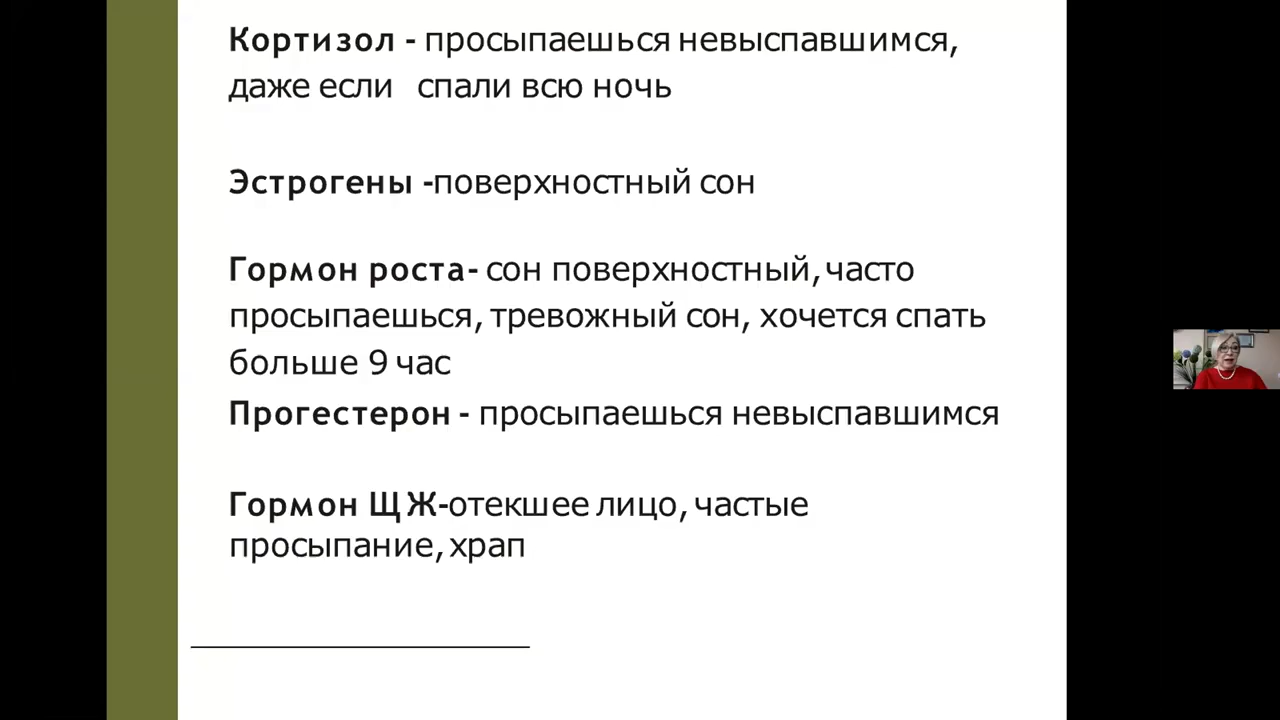 Кортизол - просыпаешься невыспавшимся,
даже если спали всю ночь
Эстрогены -поверхностный сон
Гормон роста- сон поверхностный, часто
просыпаешься, тревожный сон, хочется спать
больше 9 час
Прогестерон - просыпаешься невыспавшимся
Гормон ЩЖ-отекшее лицо, частые
просыпание, храп